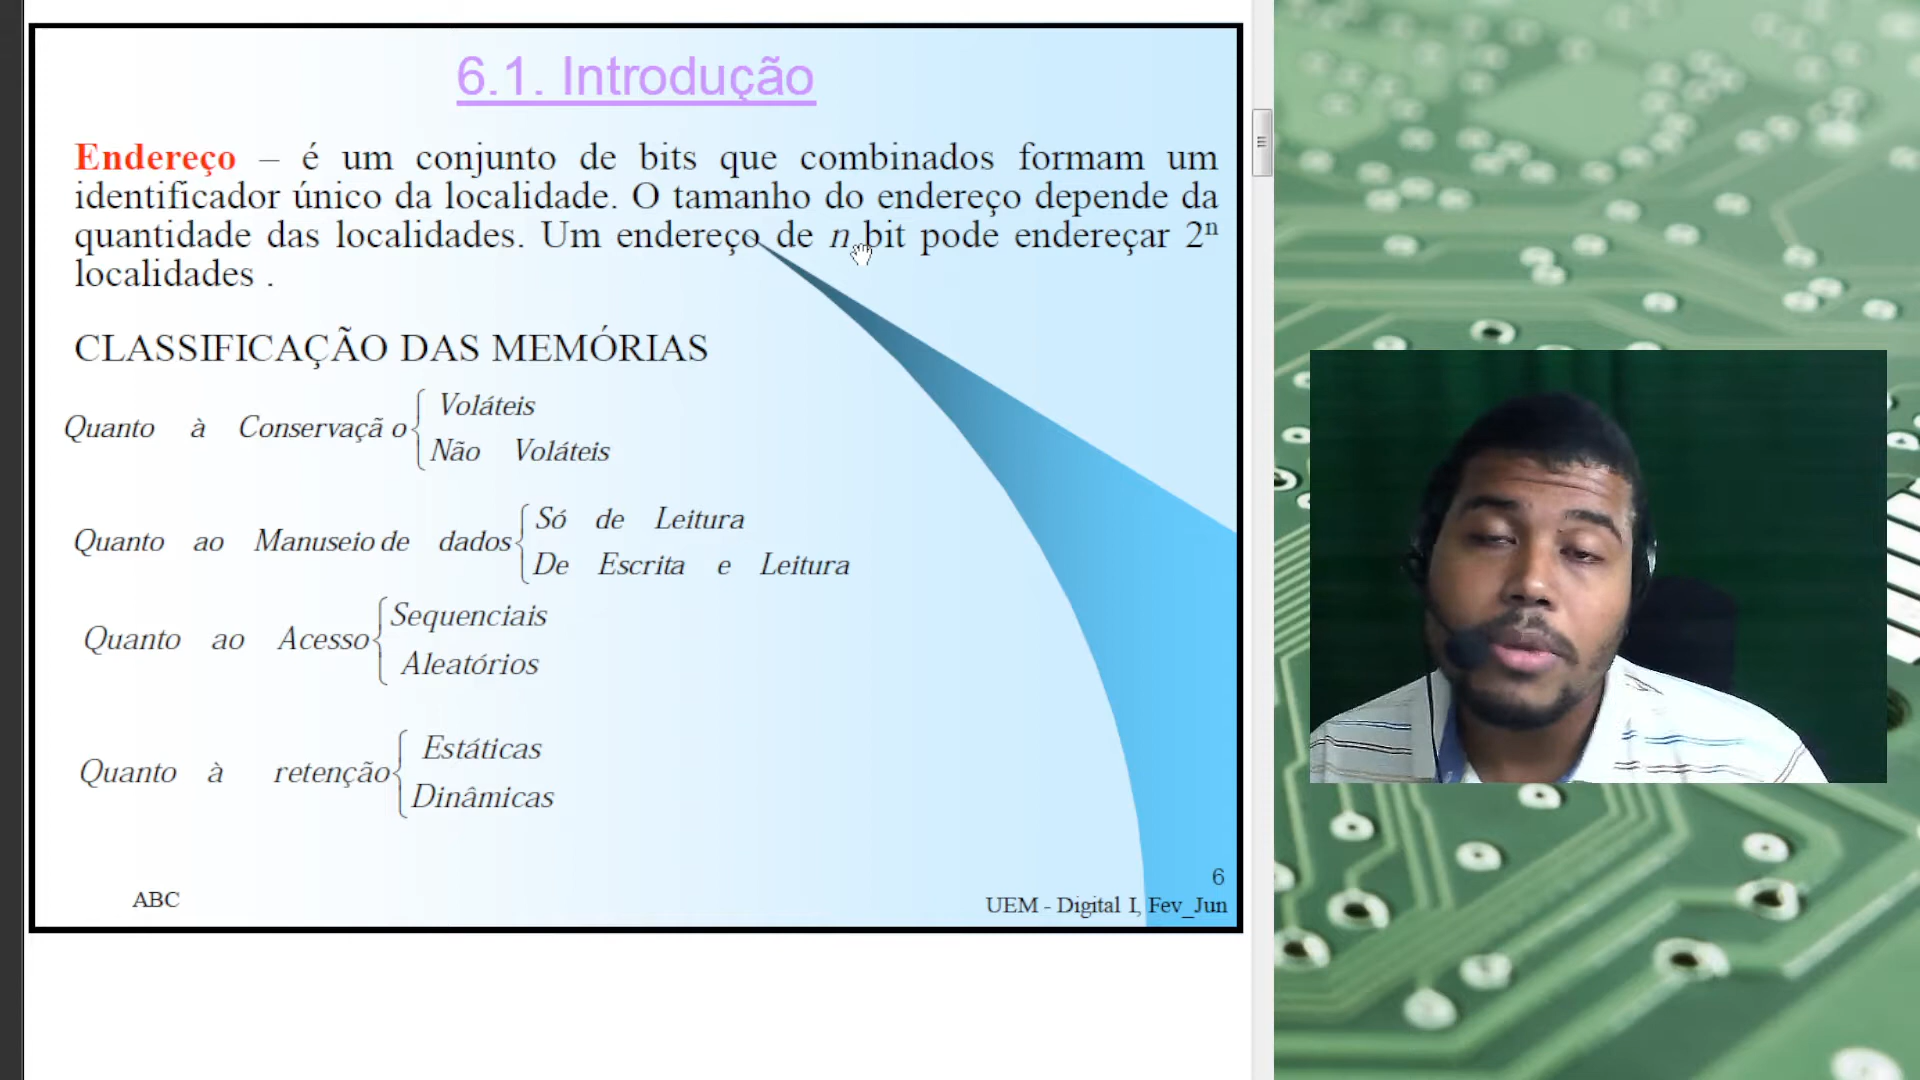 6.1. Introdução
Endereço – é um conjunto de bits que combinados formam um
identificador único da localidade. O tamanho do endereço depende da
quantidade das localidades. Um endereço de n bit pode endereçar 2ⁿ
localidades .
CLASSIFICAÇÃO DAS MEMÓRIAS
Quanto à Conservaçã o
Voláteis
Não Voláteis
Quanto ao Manuseio de dados
Só de Leitura
De Escrita e Leitura
Quanto ao Acesso
Sequenciais
Aleatórios
Quanto à retenção
Estáticas
Dinâmicas
6
ABC
UEM - Digital I, Fev_Jun